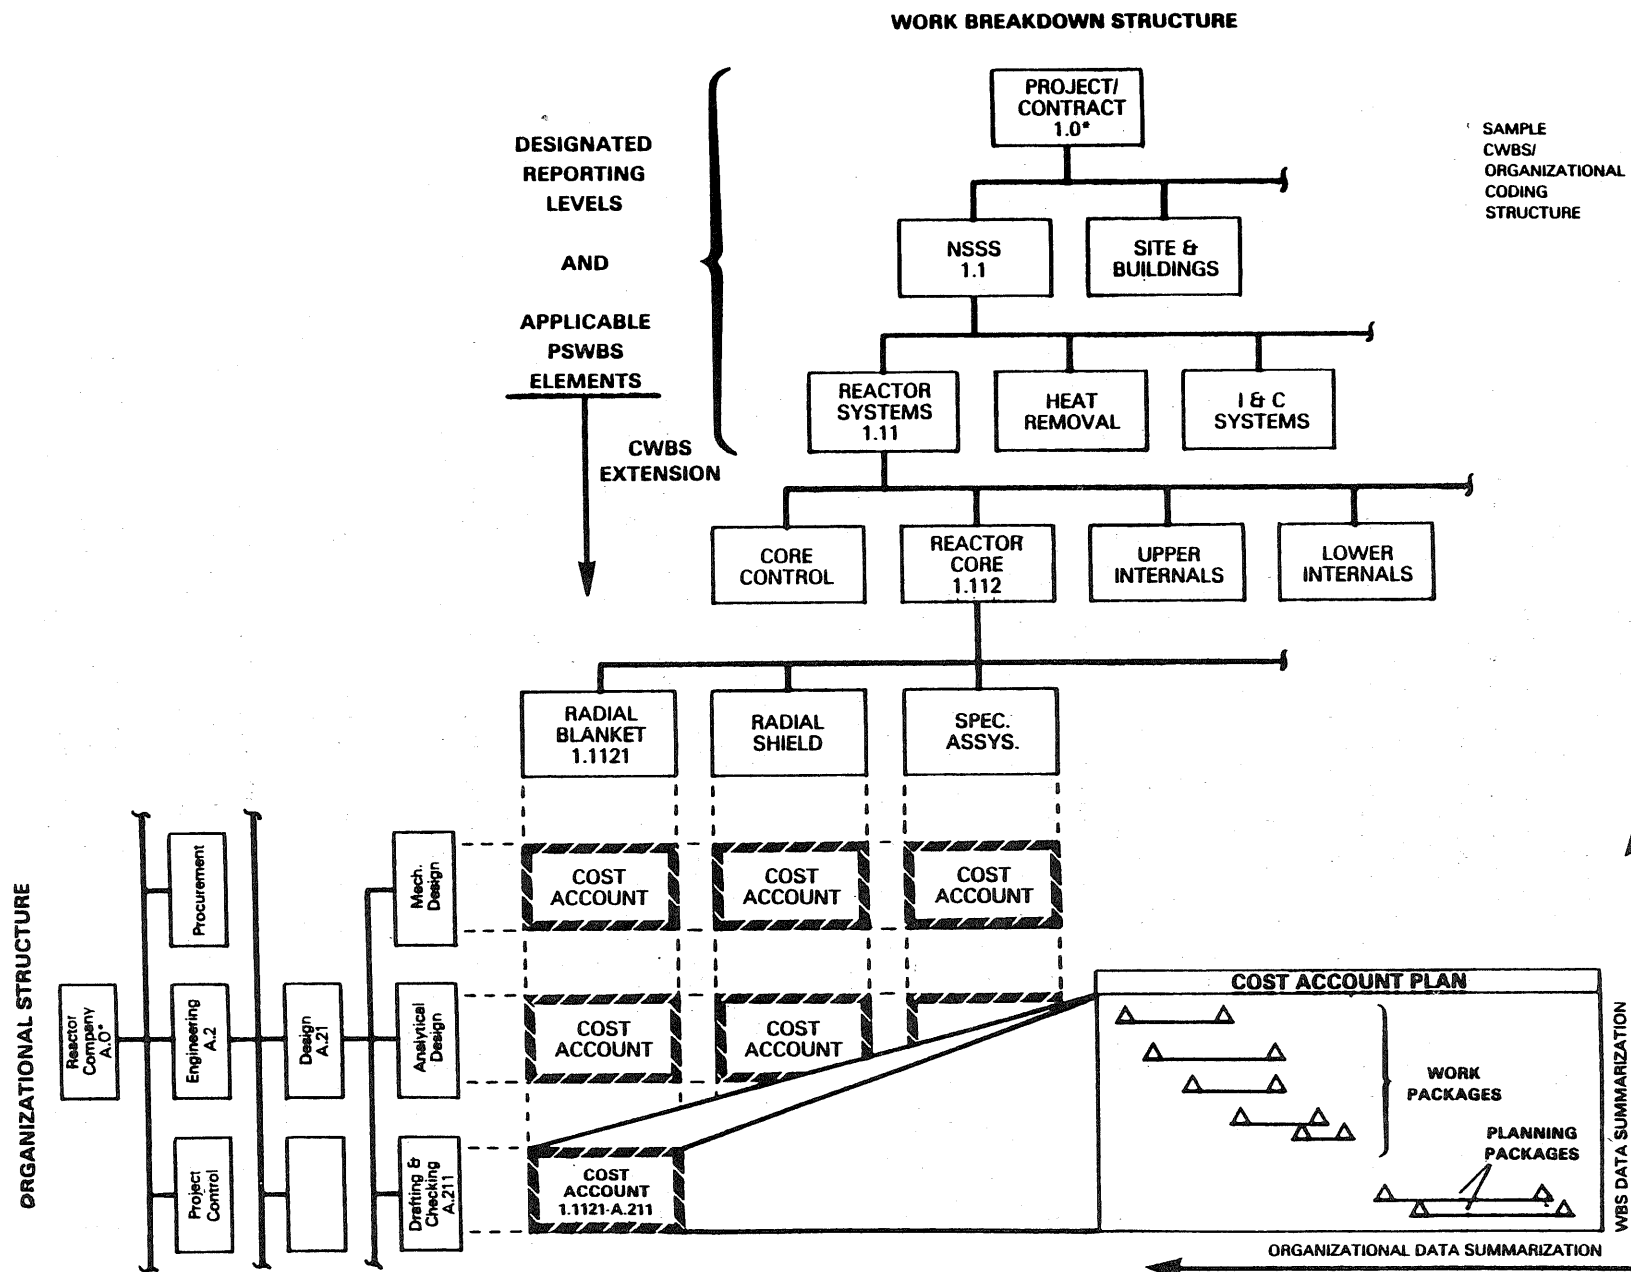 WORK BREAKDOWN STRUCTURE
PROJECT/
CONTRACT
1.0*
DESIGNATED
REPORTING
LEVELS
AND
APPLICABLE
PSWBS
ELEMENTS
CWBS
EXTENSION
SAMPLE
CWBS/
ORGANIZATIONAL
CODING
STRUCTURE
NSSS
1.1
SITE &
BUILDINGS
REACTOR
SYSTEMS
1.11
HEAT
REMOVAL
I & C
SYSTEMS
CORE
CONTROL
REACTOR
CORE
1.112
UPPER
INTERNALS
LOWER
INTERNALS
RADIAL
BLANKET
1.1121
RADIAL
SHIELD
SPEC.
ASSYS.
ORGANIZATIONAL STRUCTURE
Reactor
Company
A.0*
Procurement
Engineering
A.2
Project
Control
Design
A.21
Mech.
Design
Analytical
Design
Drafting &
Checking
A.211
COST
ACCOUNT
COST
ACCOUNT
COST
ACCOUNT
COST
ACCOUNT
COST
ACCOUNT
COST
ACCOUNT
1.1121-A.211
COST ACCOUNT PLAN
WORK
PACKAGES
PLANNING
PACKAGES
WBS DATA SUMMARIZATION
ORGANIZATIONAL DATA SUMMARIZATION